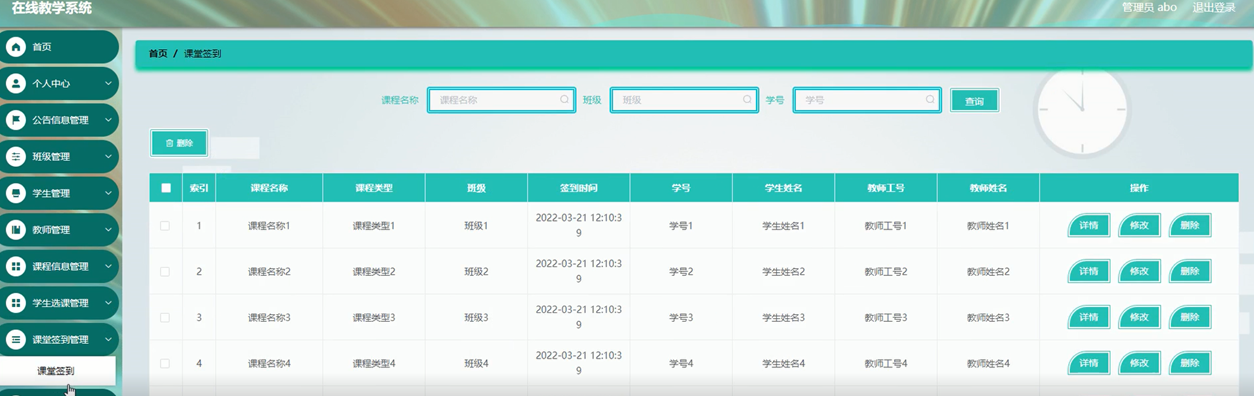 在线教学系统
管理员 abo 退出登录
首页
个人中心
公告信息管理
班级管理
学生管理
教师管理
课程信息管理
学生选课管理
课堂签到管理
课堂签到
首页 / 课堂签到
课程名称 课程名称 班级 班级 学号 学号 查询
删除
索引 课程名称 课程类型 班级 签到时间 学号 学生姓名 教师工号 教师姓名 操作
1 课程名称1 课程类型1 班级1 2022-03-21 12:10:39 学号1 学生姓名1 教师工号1 教师姓名1 详情 修改 删除
2 课程名称2 课程类型2 班级2 2022-03-21 12:10:39 学号2 学生姓名2 教师工号2 教师姓名2 详情 修改 删除
3 课程名称3 课程类型3 班级3 2022-03-21 12:10:39 学号3 学生姓名3 教师工号3 教师姓名3 详情 修改 删除
4 课程名称4 课程类型4 班级4 2022-03-21 12:10:39 学号4 学生姓名4 教师工号4 教师姓名4 详情 修改 删除